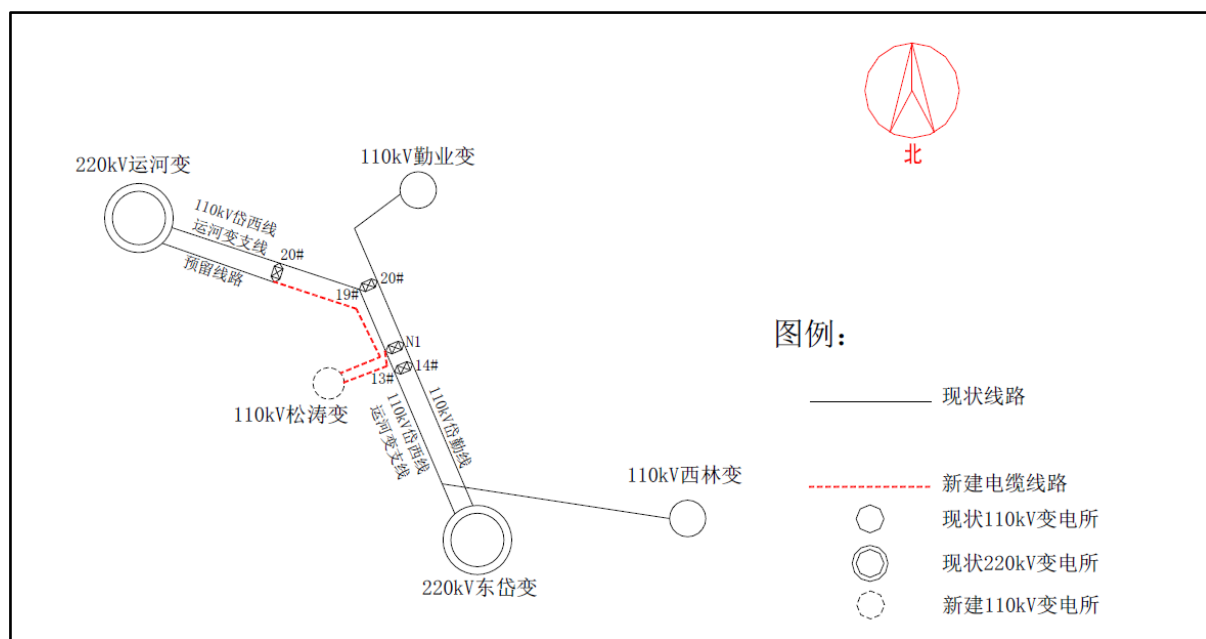 北
220kV运河变
110kV勤业变
110kV岱西线
运河变支线
20#
预留线路
19#
20#
N1
14#
13#
110kV松涛变
110kV岱西线
运河变支线
110kV岱勤线
110kV西林变
220kV东岱变
图例：
现状线路
新建电缆线路
现状110kV变电所
现状220kV变电所
新建110kV变电所